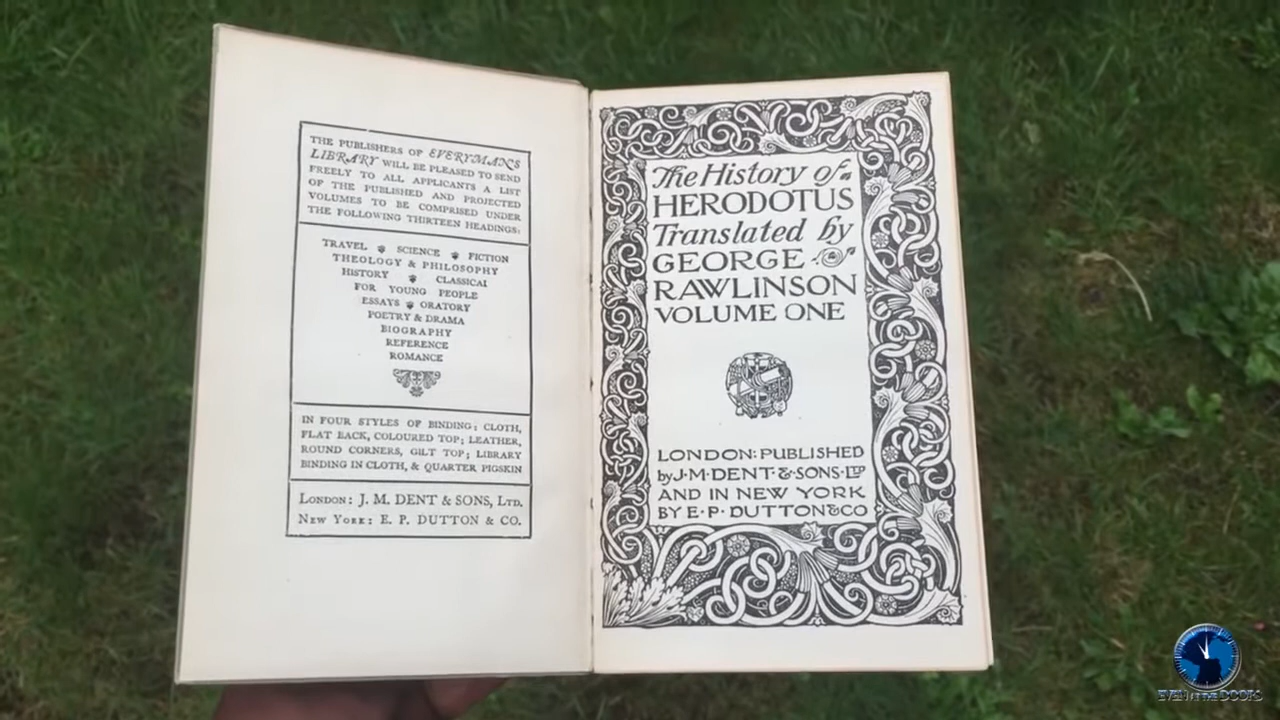 THE PUBLISHERS OF EVERYMAN'S
LIBRARY WILL BE PLEASED TO SEND
FREELY TO ALL APPLICANTS A LIST
OF THE PUBLISHED AND PROJECTED
VOLUMES TO BE COMPRISED UNDER
THE FOLLOWING THIRTEEN HEADINGS:
TRAVEL SCIENCE FICTION
THEOLOGY & PHILOSOPHY
HISTORY CLASSICAL
FOR YOUNG PEOPLE
ESSAYS ORATORY
POETRY & DRAMA
BIOGRAPHY
REFERENCE
ROMANCE
IN FOUR STYLES OF BINDING; CLOTH,
FLAT BACK, COLOURED TOP; LEATHER,
ROUND CORNERS, GILT TOP; LIBRARY
BINDING IN CLOTH, & QUARTER PIGSKIN
LONDON: J. M. DENT & SONS, LTD.
NEW YORK: E. P. DUTTON & CO.
The History of
HERODOTUS
Translated by
GEORGE
RAWLINSON
VOLUME ONE
LONDON: PUBLISHED
by J·M·DENT·&·SONS·LTD
AND IN NEW YORK
BY E·P·DUTTON & CO
EVEN AT THE DOORS